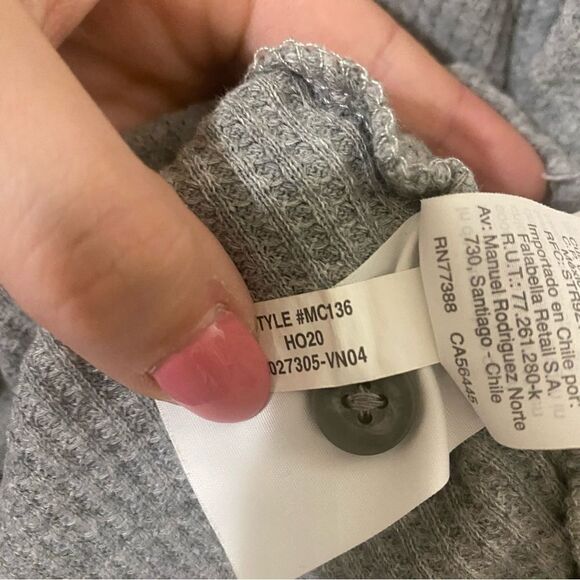 TYLE #MC136
HO20
027305-VN04
Importado en Chile por:
Falabella Retail S.A.
R.U.T.: 77.261.280-k
Av: Manuel Rodriguez Norte
730, Santiago - Chile
RN77388 CA56445